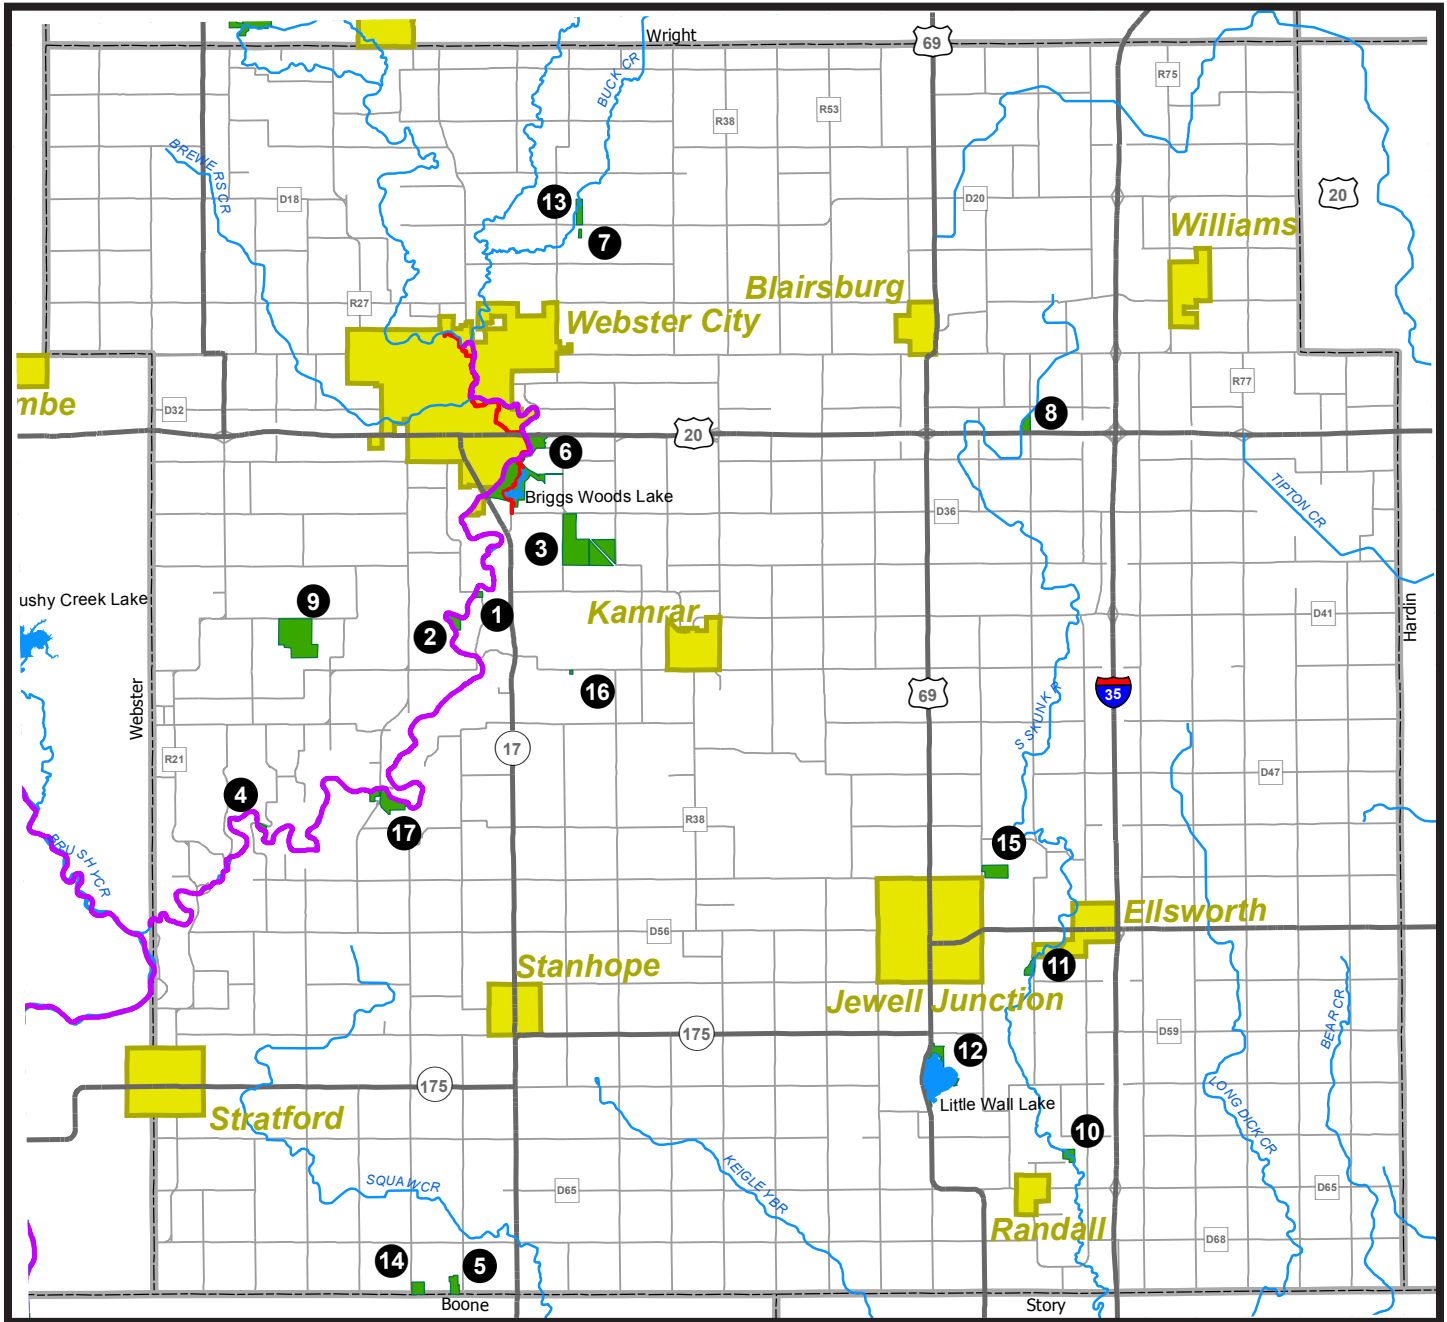 Wright
69
R75
BUCK CR
R53
R38
BREWERS CR
D18
13
7
D20
20
Williams
Blairsburg
R27
Webster City
mbe
D32
20
8
R77
6
Briggs Woods Lake
TIPTON CR
D36
3
ushy Creek Lake
9
1
2
Kamrar
D41
Hardin
16
Webster
69
35
S SKUNK R
17
R21
D47
4
R38
17
15
BRUSHY CR
Ellsworth
D56
Stanhope
11
Jewell Junction
175
D59
BEAR CR
12
175
Little Wall Lake
LONG DICK CR
Stratford
10
KEIGLEY BR
SQUAW CR
D65
D65
Randall
D68
14
5
Boone
Story